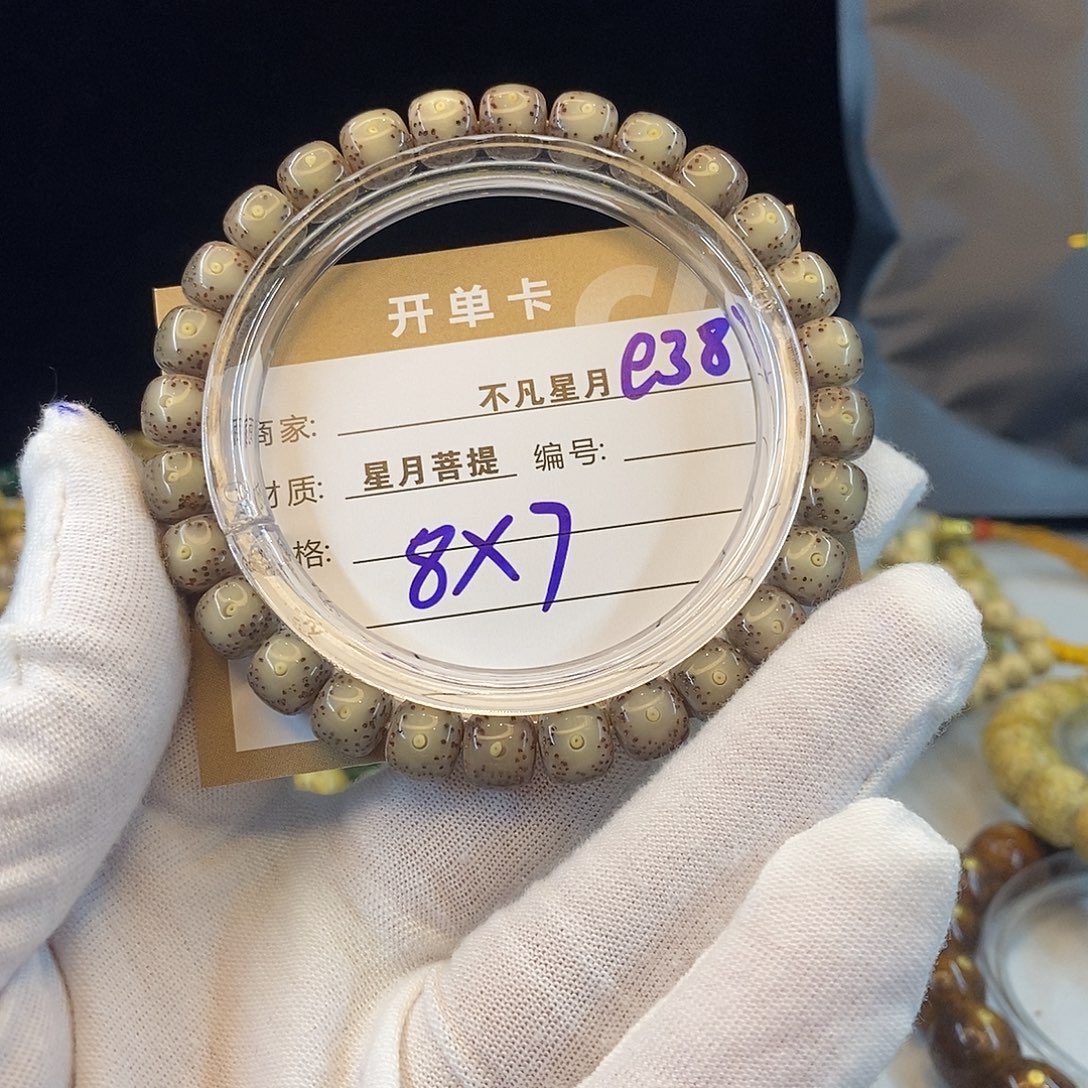 开单卡
商家: 不凡星月 e38
材质: 星月菩提 编号:
格: 8X7